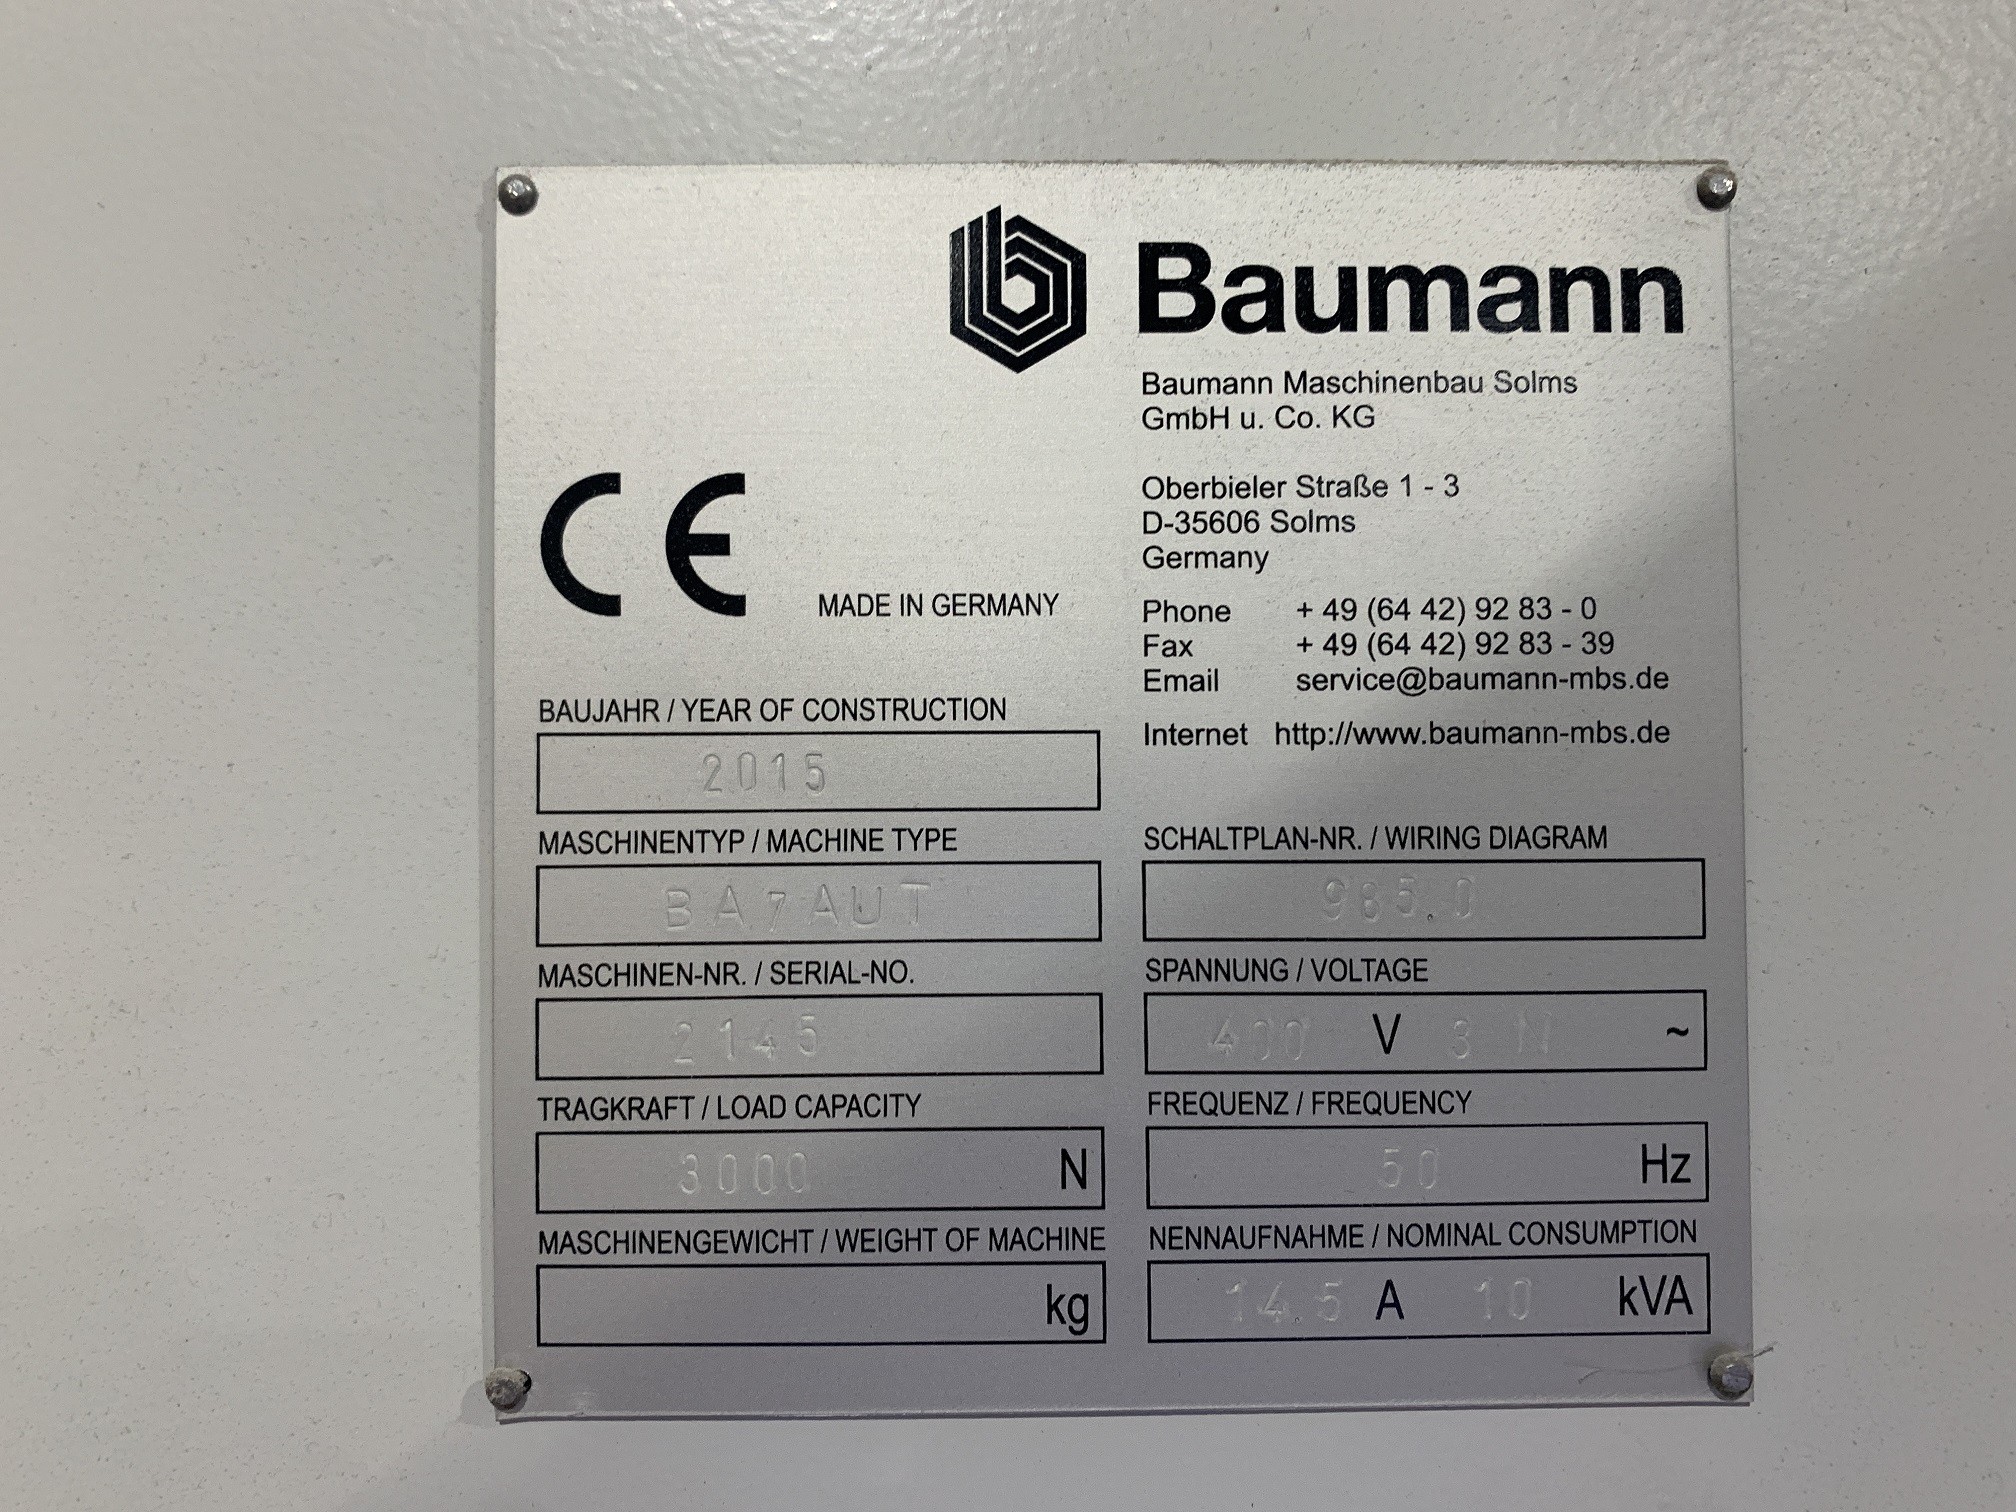 Baumann
Baumann Maschinenbau Solms
GmbH u. Co. KG
Oberbieler Straße 1 - 3
D-35606 Solms
Germany
CE
MADE IN GERMANY
Phone + 49 (64 42) 92 83 - 0
Fax + 49 (64 42) 92 83 - 39
Email service@baumann-mbs.de
Internet http://www.baumann-mbs.de
BAUJAHR / YEAR OF CONSTRUCTION
2015
MASCHINENTYP / MACHINE TYPE
BA7AUT
MASCHINEN-NR. / SERIAL-NO.
2145
TRAGKRAFT / LOAD CAPACITY
3000 N
MASCHINENGEWICHT / WEIGHT OF MACHINE
kg
SCHALTPLAN-NR. / WIRING DIAGRAM
985.0
SPANNUNG / VOLTAGE
400 V 3 N ~
FREQUENZ / FREQUENCY
50 Hz
NENNAUFNAHME / NOMINAL CONSUMPTION
14.5 A 10 kVA